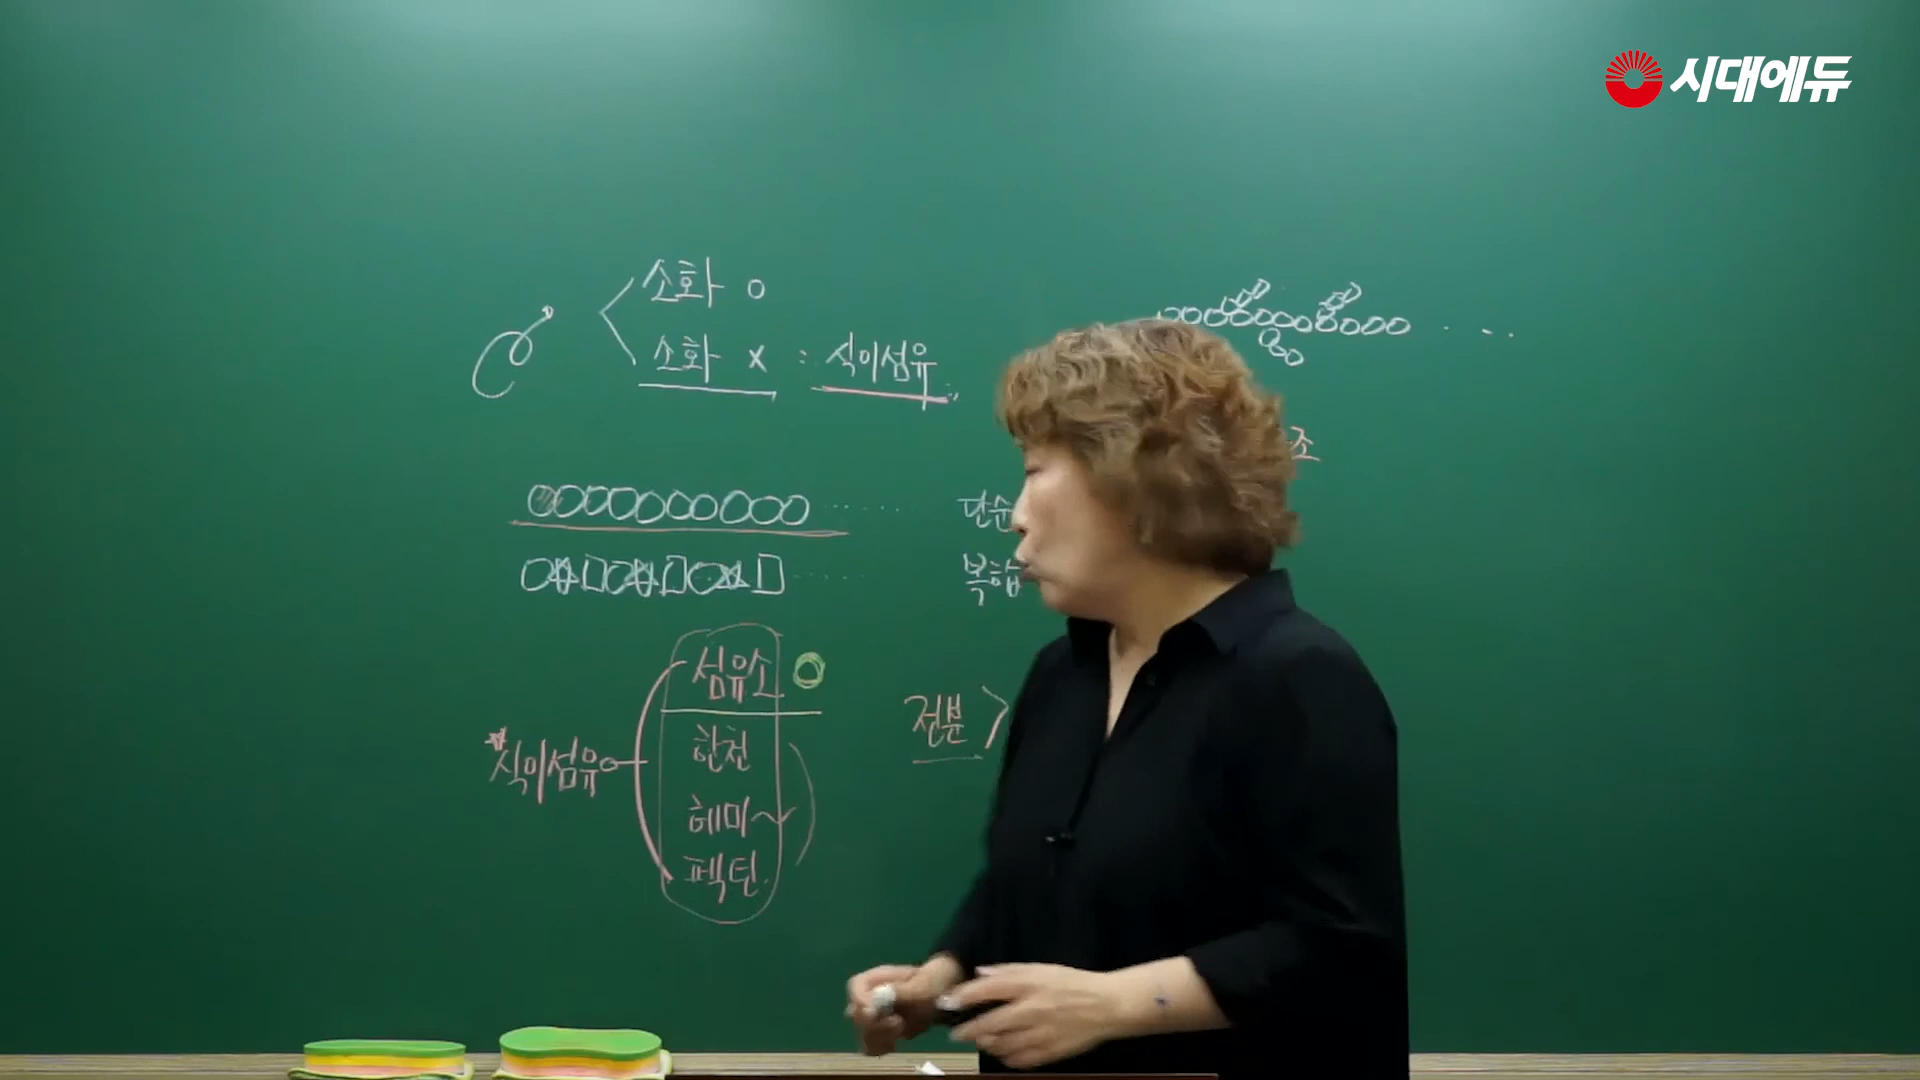 시대에듀
소화 o
소화 x : 식이섬유
조
단순
복합
섬유소
전분
*식이섬유
한천
헤미~
펙틴.